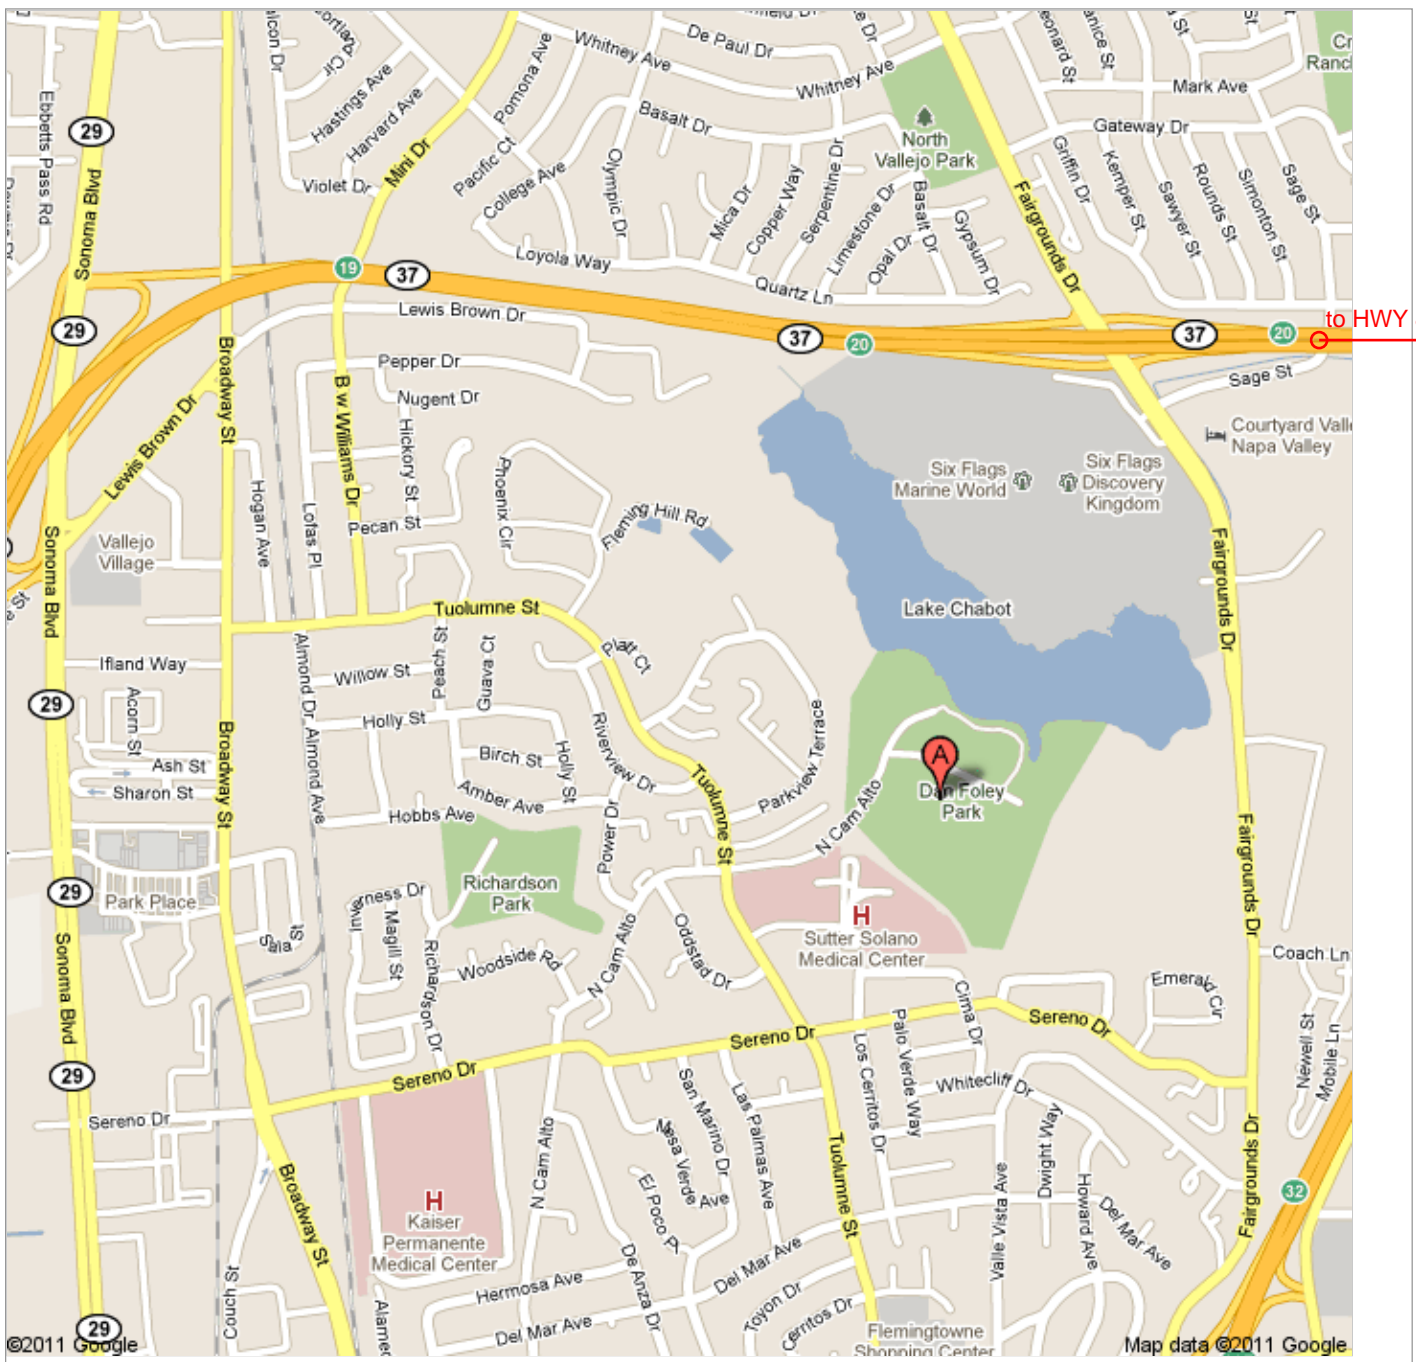 De Paul Dr
Whitney Ave
Whitney Ave
Pomona Ave
Hastings Ave
Harvard Ave
Mark Ave
Ebbetts Pass Rd
29
Basalt Dr
North
Vallejo Park
Gateway Dr
Griffin Dr
Kemper St
Sawyer St
Rounds St
Simonton St
Sage St
Mini Dr
Violet Dr
Pacific Ct
College Ave
Olympic Dr
Mica Dr
Copper Way
Serpentine Dr
Limestone Dr
Basalt Dr
Opal Dr
Gypsum Dr
Fairgrounds Dr
Sonoma Blvd
Loyola Way
Quartz Ln
19
37
Lewis Brown Dr
29
37
20
37
20
to HWY
Broadway St
Pepper Dr
Nugent Dr
Sage St
B w Williams Dr
Hickory St
Lewis Brown Dr
Courtyard Valle
Napa Valley
Six Flags
Marine World
Six Flags
Discovery
Kingdom
Hogan Ave
Lofas Pl
Phoenix Cir
Pecan St
Fleming Hill Rd
Vallejo
Village
Sonoma Blvd
Fairgrounds Dr
Tuolumne St
Lake Chabot
Ifland Way
Almond Dr
Willow St
Peach St
Guava Ct
Platt Ct
29
Acorn St
Holly St
Riverview Dr
Parkview Terrace
Broadway St
Almond Ave
Birch St
Holly St
Ash St
Sharon St
Amber Ave
Tuolumne St
A
Dan Foley
Park
Hobbs Ave
Power Dr
N Cam Alto
Fairgrounds Dr
29
Park Place
Richardson
Park
Magill St
Richardson Dr
Woodside Rd
N Cam Alto
Oddstad Dr
H
Sutter Solano
Medical Center
Coach Ln
Sonoma Blvd
Emerald Cir
Cima Dr
Palo Verde Way
Sereno Dr
Sereno Dr
Los Cerritos Dr
Newell St
Mobile Ln
29
Sereno Dr
Sereno Dr
San Marino Dr
Las Palmas Ave
Whitecliff Dr
Dwight Way
Mesa Verde Ave
N Cam Alto
Tuolumne St
Fairgrounds Dr
Broadway St
H
Kaiser
Permanente
Medical Center
El Poco Pl
Valle Vista Ave
Howard Ave
Del Mar Ave
32
Couch St
Hermosa Ave
De Anza Dr
Del Mar Ave
Toyon Dr
Del Mar Ave
29
Flemingtowne
Shopping Center
©2011 Google
Map data ©2011 Google